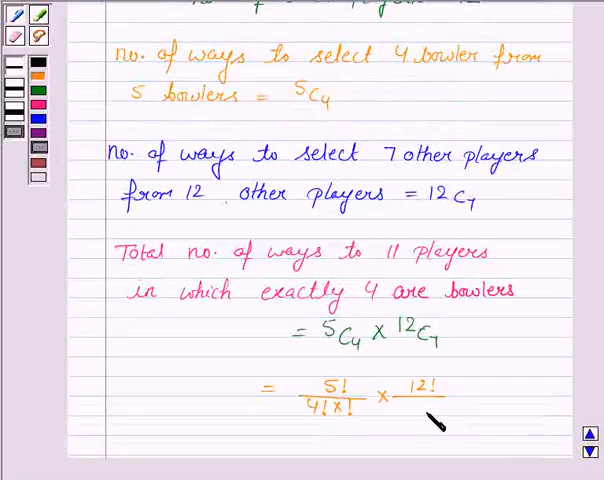 no. of ways to select 4 bowler from
5 bowlers = ⁵C₄
no. of ways to select 7 other players
from 12 other players = 12 C₇
Total no. of ways to 11 players
in which exactly 4 are bowlers
= ⁵C₄ × ¹²C₇
= 5!/4!×! × 12!/